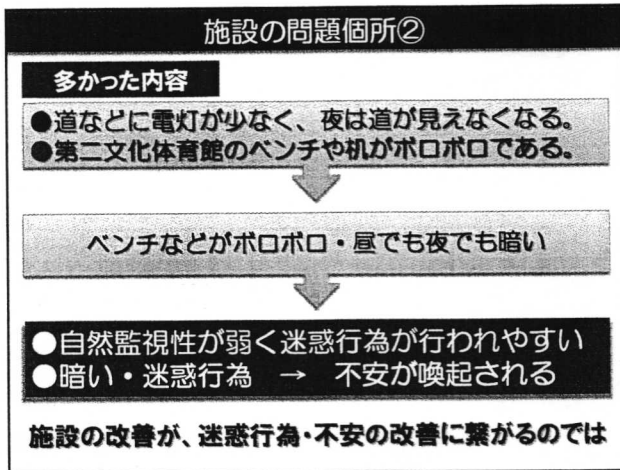 施設の問題個所②
多かった内容
●道などに電灯が少なく、夜は道が見えなくなる。
●第二文化体育館のベンチや机がボロボロである。
ベンチなどがボロボロ・昼でも夜でも暗い
●自然監視性が弱く迷惑行為が行われやすい
●暗い・迷惑行為　→　不安が喚起される
施設の改善が、迷惑行為・不安の改善に繋がるのでは